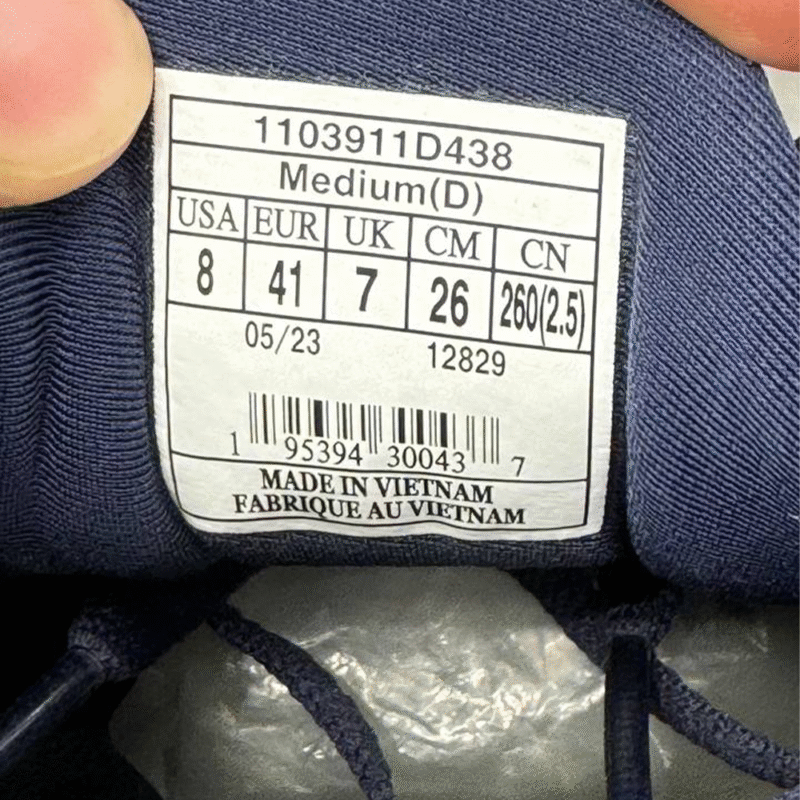 1103911D438
Medium(D)
USA EUR UK CM CN
8 41 7 26 260(2.5)
05/23 12829
1 95394 30043 7
MADE IN VIETNAM
FABRIQUE AU VIETNAM